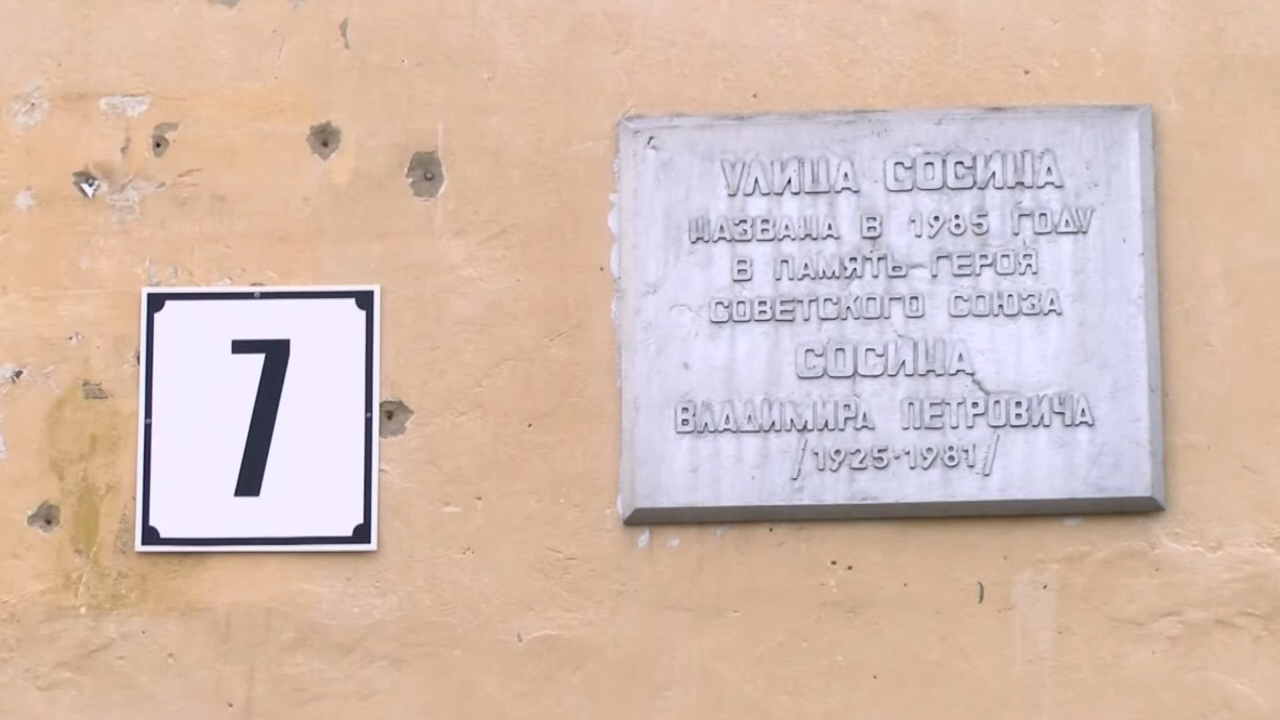 7
УЛИЦА СОСИНА
НАЗВАНА В 1985 ГОДУ
В ПАМЯТЬ ГЕРОЯ
СОВЕТСКОГО СОЮЗА
СОСИНА
ВЛАДИМИРА ПЕТРОВИЧА
/1925-1981/